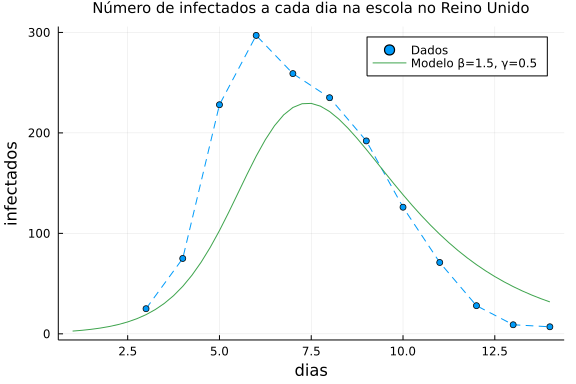 Número de infectados a cada dia na escola no Reino Unido
300
200
100
0
infectados
Dados
Modelo β=1.5, γ=0.5
2.5
5.0
7.5
10.0
12.5
dias